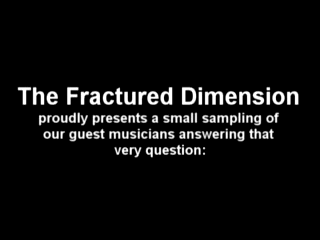 The Fractured Dimension
proudly presents a small sampling of
our guest musicians answering that
very question: